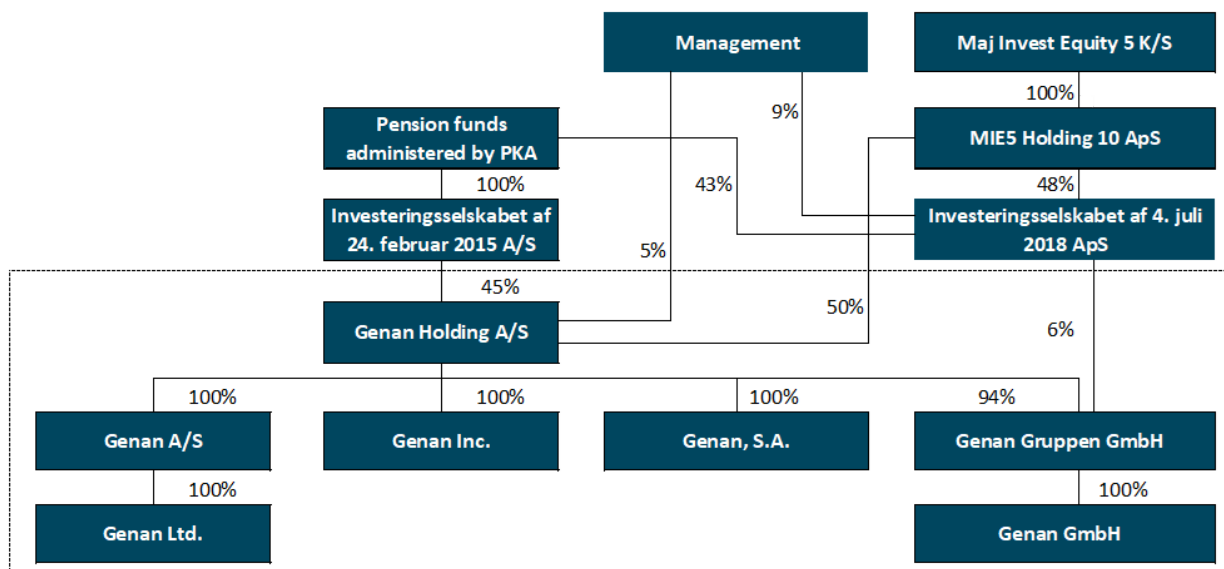 Management
Maj Invest Equity 5 K/S
100%
9%
Pension funds
administered by PKA
MIE5 Holding 10 ApS
100%
43%
48%
Investeringsselskabet af
24. februar 2015 A/S
Investeringsselskabet af 4. juli
2018 ApS
5%
45%
50%
Genan Holding A/S
6%
100%
100%
100%
94%
Genan A/S
Genan Inc.
Genan, S.A.
Genan Gruppen GmbH
100%
100%
Genan Ltd.
Genan GmbH